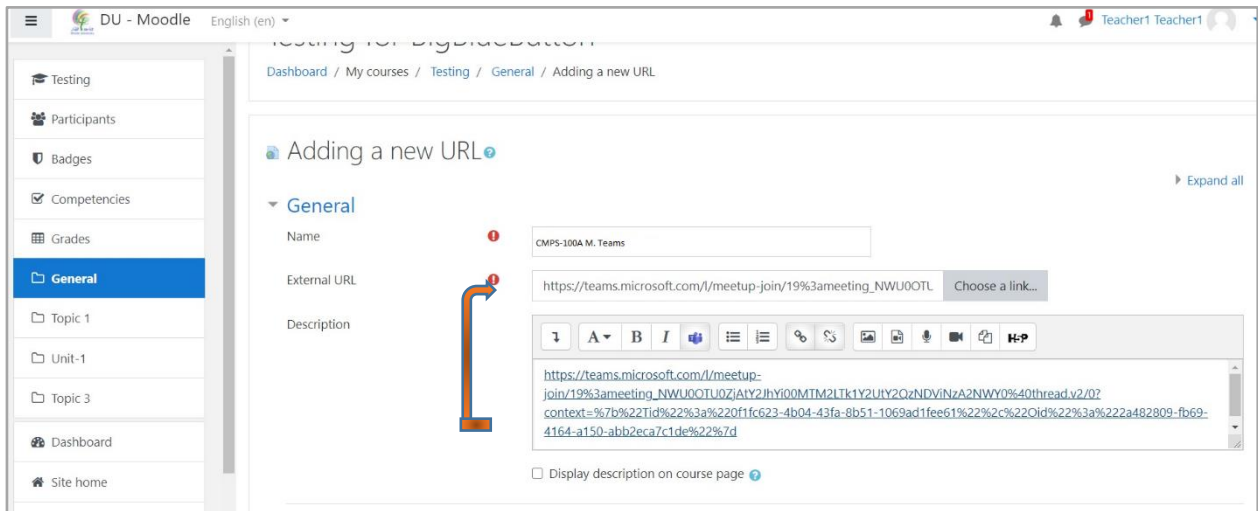 DU - Moodle English (en)
Teacher1 Teacher1
Testing for BigBlueButton
Dashboard / My courses / Testing / General / Adding a new URL
Testing
Participants
Badges
Competencies
Grades
General
Topic 1
Unit-1
Topic 3
Dashboard
Site home
Adding a new URL
Expand all
General
Name
CMPS-100A M. Teams
External URL
https://teams.microsoft.com/l/meetup-join/19%3ameeting_NWU0OTU Choose a link...
Description
A B I H-P
https://teams.microsoft.com/l/meetup-
join/19%3ameeting_NWU0OTU0ZjAtY2JhYi00MTM2LTk1Y2UtY2QzNDViNzA2NWY0%40thread.v2/0?
context=%7b%22Tid%22%3a%220f1fc623-4b04-43fa-8b51-1069ad1fee61%22%2c%22Oid%22%3a%222a482809-fb69-
4164-a150-abb2eca7c1de%22%7d
Display description on course page